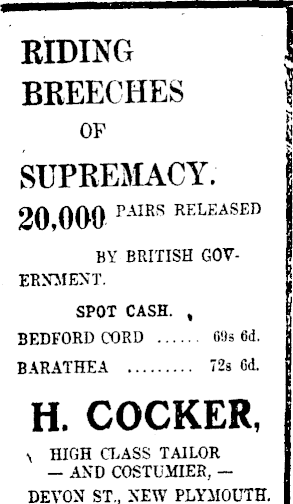 RIDING
BREECHES
OF
SUPREMACY.
20,000 PAIRS RELEASED
BY BRITISH GOV-
ERNMENT.
SPOT CASH.
BEDFORD CORD ...... 69s 6d.
BARATHEA ......... 72s 6d.
H. COCKER,
HIGH CLASS TAILOR
— AND COSTUMIER, —
DEVON ST., NEW PLYMOUTH.